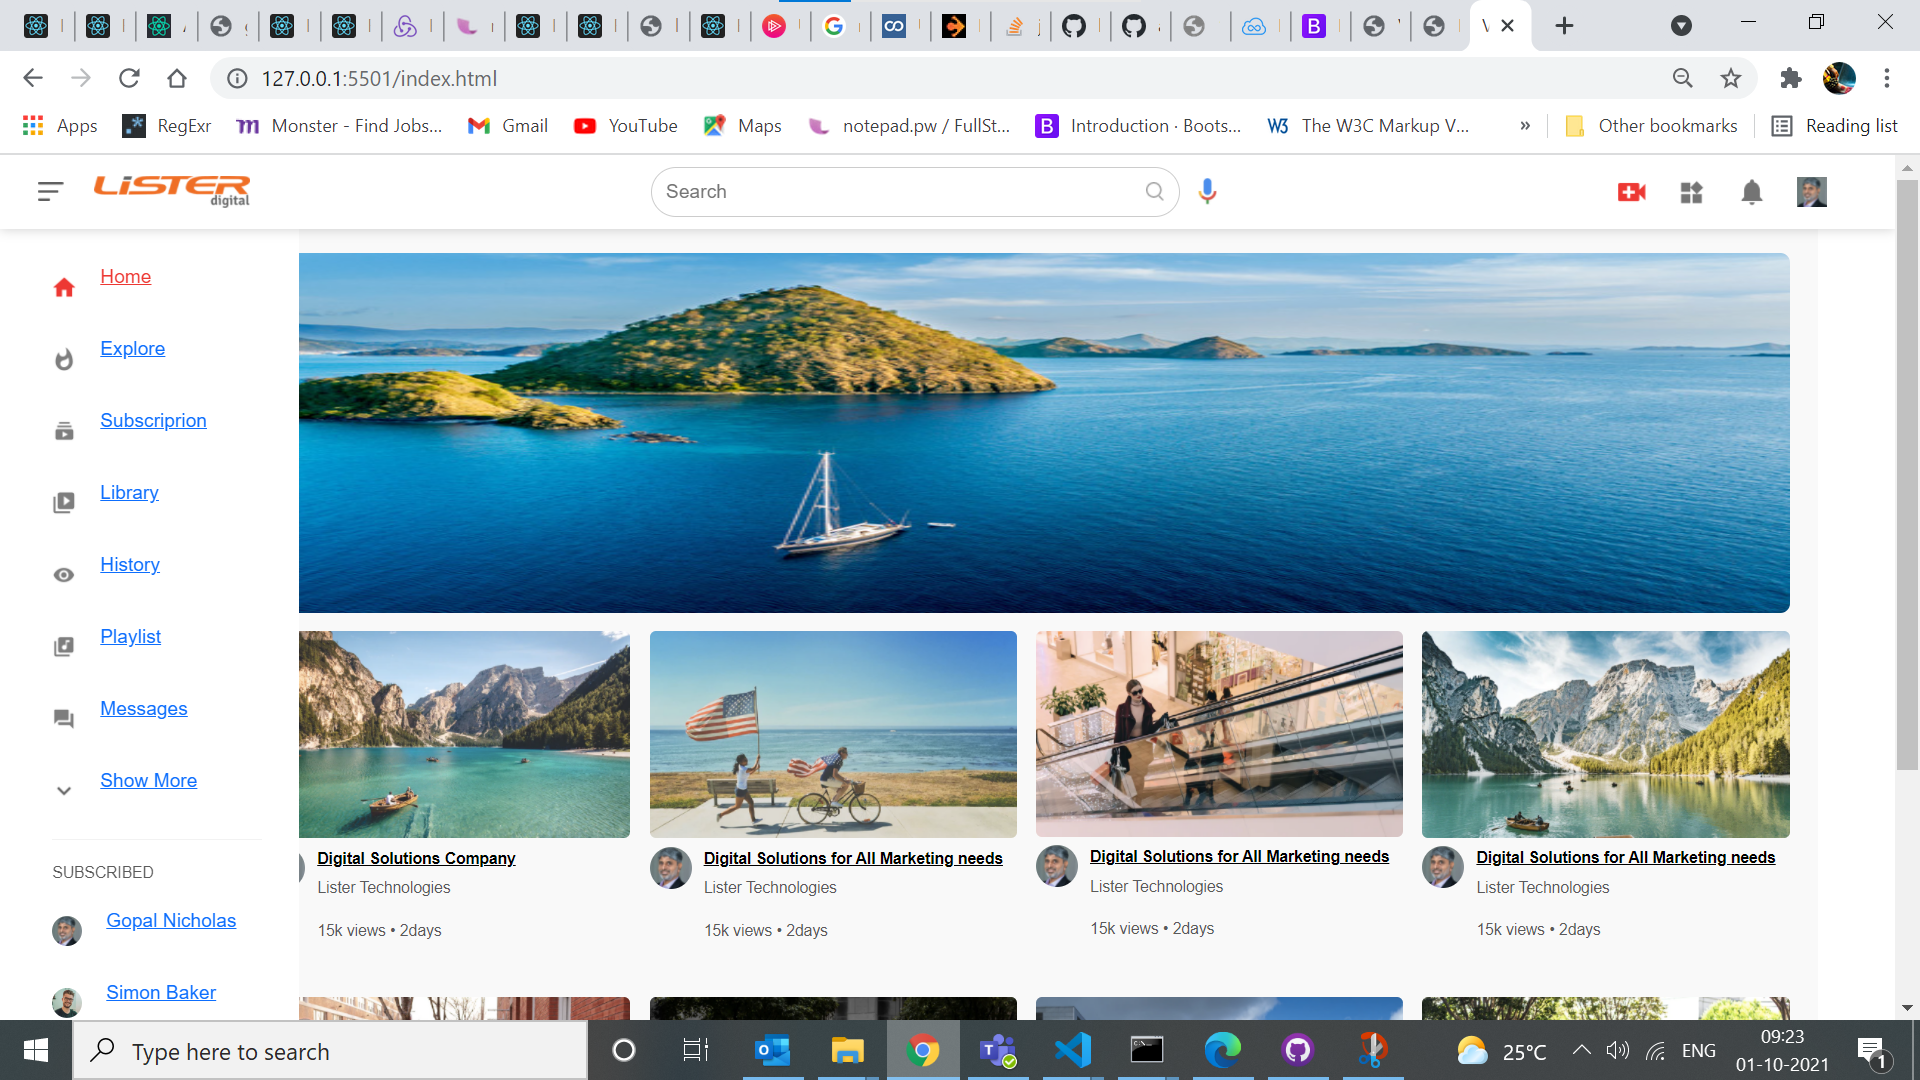 127.0.0.1:5501/index.html
Apps
RegExr
Monster - Find Jobs...
Gmail
YouTube
Maps
notepad.pw / FullSt...
Introduction · Boots...
The W3C Markup V...
»
Other bookmarks
Reading list
LiSTER
digital
Search
Home
Explore
Subscriprion
Library
History
Playlist
Messages
Show More
SUBSCRIBED
Gopal Nicholas
Simon Baker
Digital Solutions Company
Lister Technologies
15k views • 2days
Digital Solutions for All Marketing needs
Lister Technologies
15k views • 2days
Digital Solutions for All Marketing needs
Lister Technologies
15k views • 2days
Digital Solutions for All Marketing needs
Lister Technologies
15k views • 2days
Type here to search
25°C
ENG
09:23
01-10-2021
1